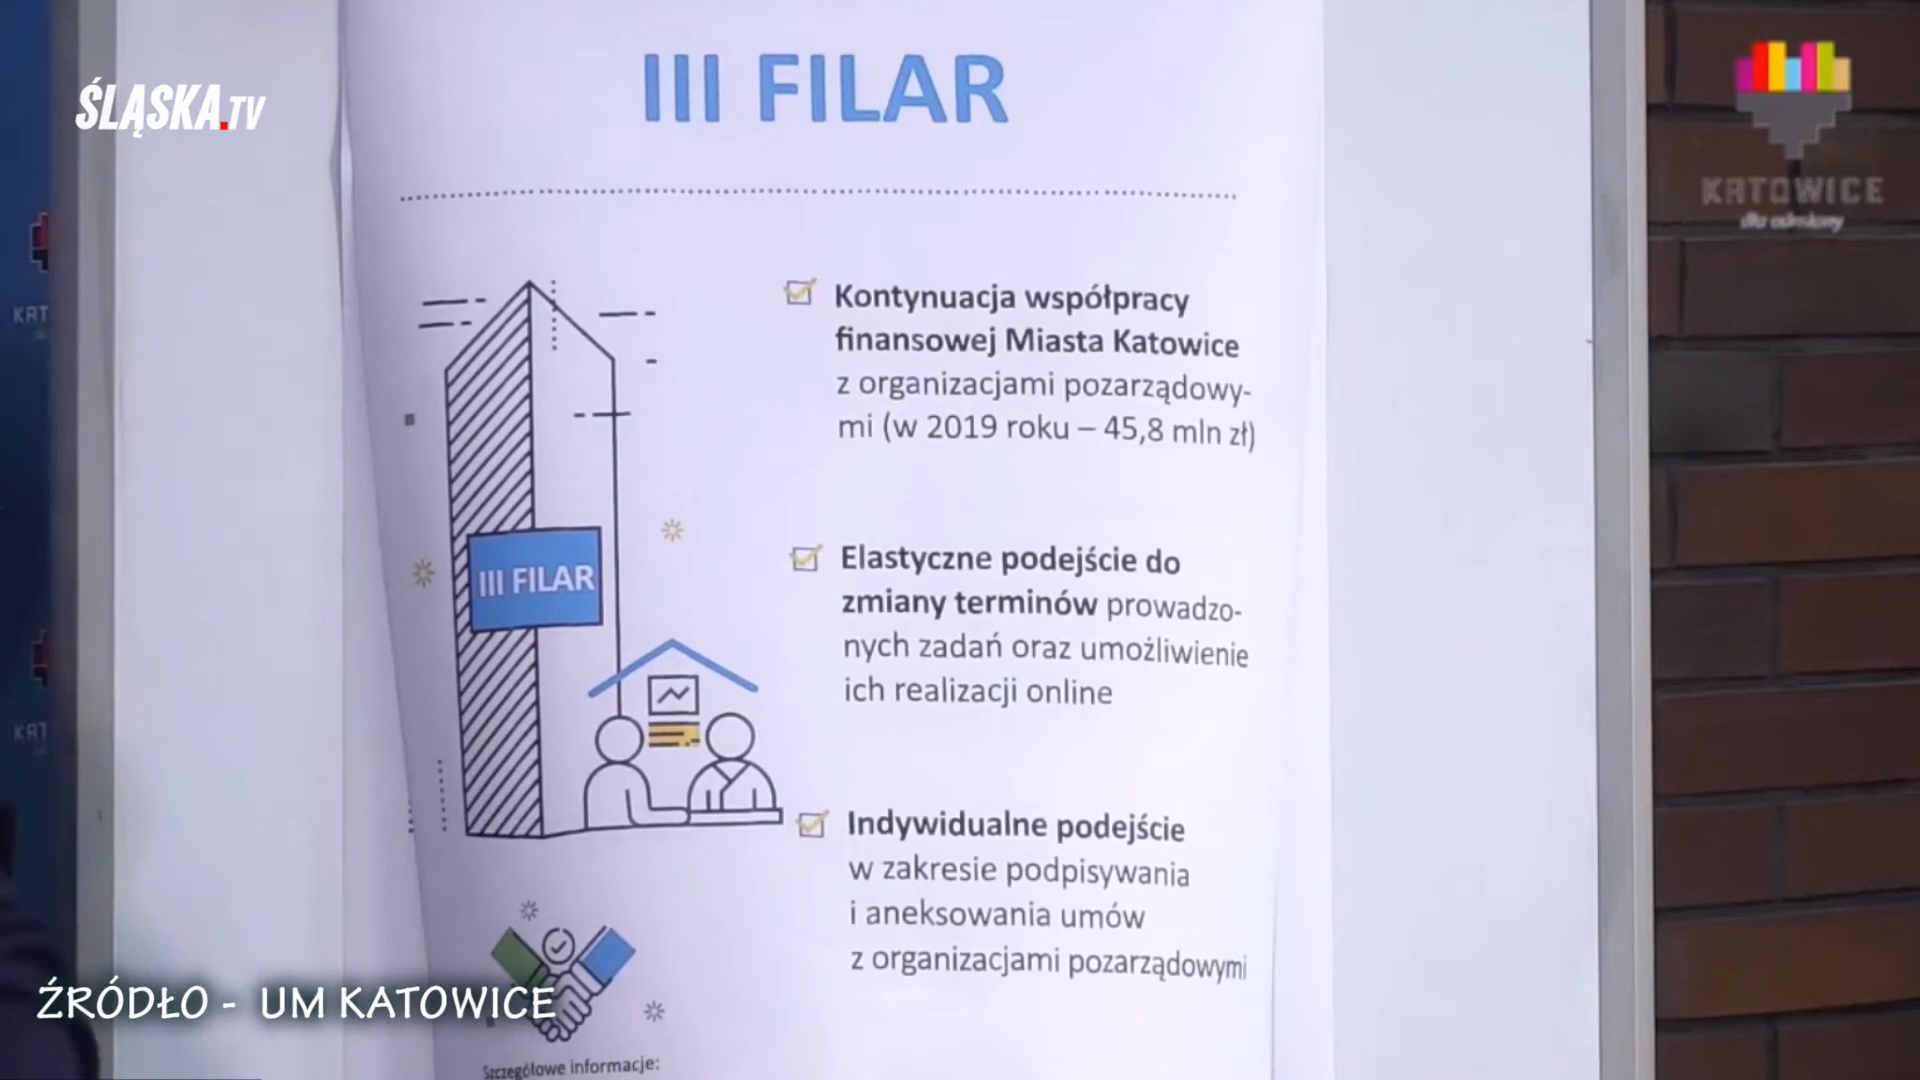 III FILAR
ŚLĄSKA.TV
KATOWICE
dla odmiany
Kontynuacja współpracy
finansowej Miasta Katowice
z organizacjami pozarządowy-
mi (w 2019 roku – 45,8 mln zł)
Elastyczne podejście do
zmiany terminów prowadzo-
nych zadań oraz umożliwienie
ich realizacji online
III FILAR
Indywidualne podejście
w zakresie podpisywania
i aneksowania umów
z organizacjami pozarządowymi
ŹRÓDŁO - UM KATOWICE
Szczegółowe informacje: